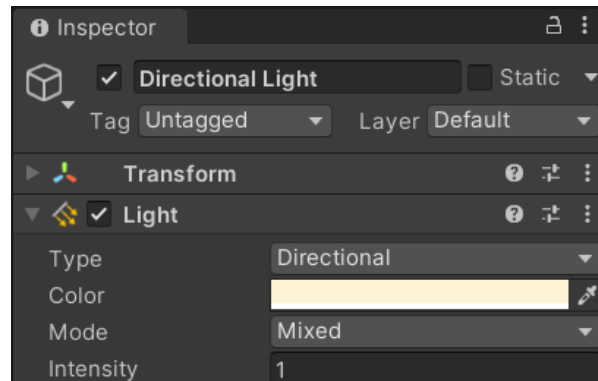 Inspector
Directional Light Static
Tag Untagged Layer Default
Transform
Light
Type Directional
Color
Mode Mixed
Intensity 1